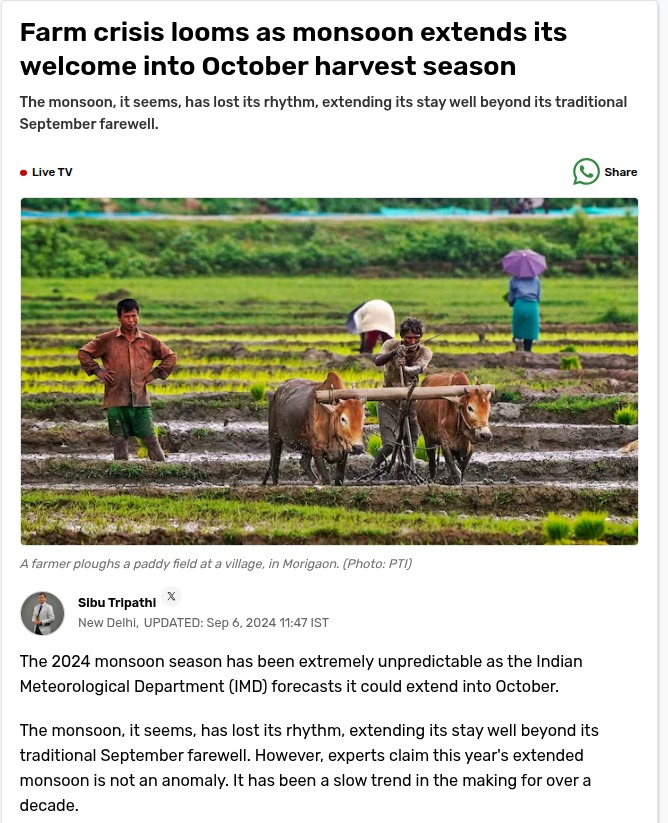 Farm crisis looms as monsoon extends its
welcome into October harvest season
The monsoon, it seems, has lost its rhythm, extending its stay well beyond its traditional
September farewell.
Live TV
Share
A farmer ploughs a paddy field at a village, in Morigaon. (Photo: PTI)
Sibu Tripathi
New Delhi, UPDATED: Sep 6, 2024 11:47 IST
The 2024 monsoon season has been extremely unpredictable as the Indian
Meteorological Department (IMD) forecasts it could extend into October.
The monsoon, it seems, has lost its rhythm, extending its stay well beyond its
traditional September farewell. However, experts claim this year's extended
monsoon is not an anomaly. It has been a slow trend in the making for over a
decade.